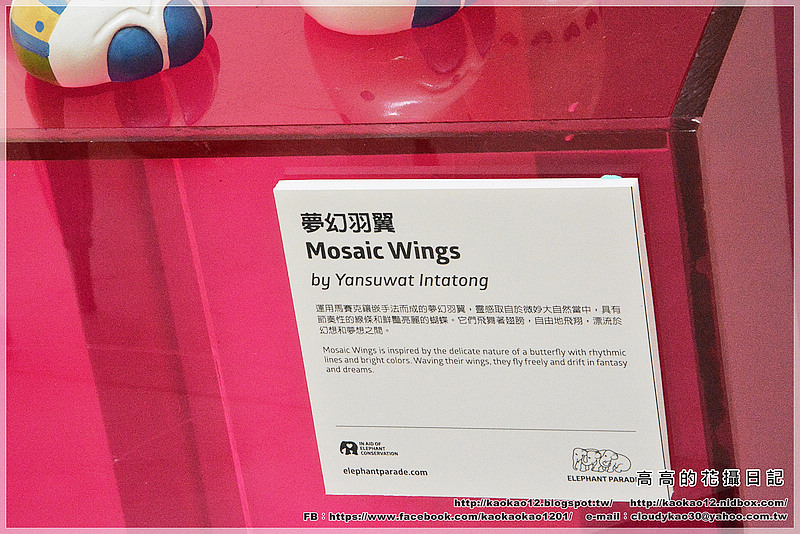 夢幻羽翼
Mosaic Wings
by Yansuwat Intatong
運用馬賽克鑲嵌手法而成的夢幻羽翼，靈感取自於微妙大自然當中，具有
節奏性的線條和鮮豔亮麗的蝴蝶。它們飛舞著翅膀，自由地飛翔，漂流於
幻想和夢想之間。
Mosaic Wings is inspired by the delicate nature of a butterfly with rhythmic
lines and bright colors. Waving their wings, they fly freely and drift in fantasy
and dreams.
IN AID OF
ELEPHANT
CONSERVATION
elephantparade.com
ELEPHANT PARAD
高高的花攝日記
http://kaokao12.blogspot.tw/ http://kaokao12.nidbox.com/
FB：https://www.facebook.com/kaokaokao1201/ e-mail：cloudykao30@yahoo.com.tw